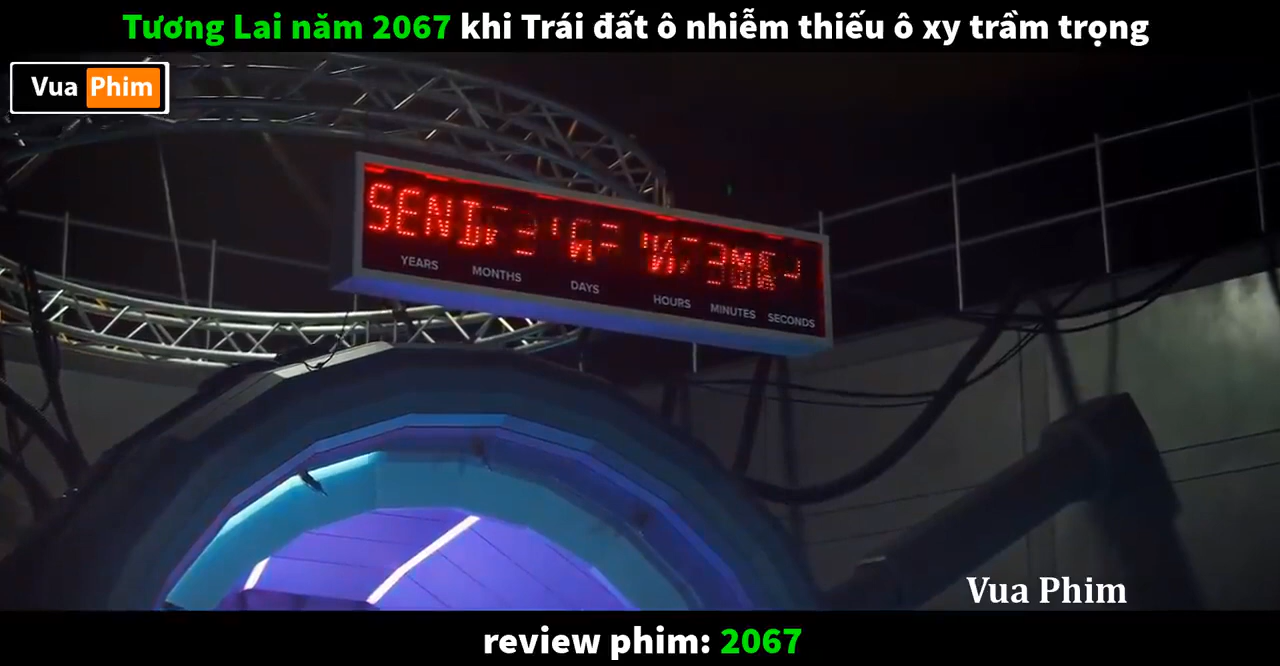 Tương Lai năm 2067 khi Trái đất ô nhiễm thiếu ô xy trầm trọng
Vua Phim
SEND
YEARS MONTHS DAYS HOURS MINUTES SECONDS
Vua Phim
review phim: 2067